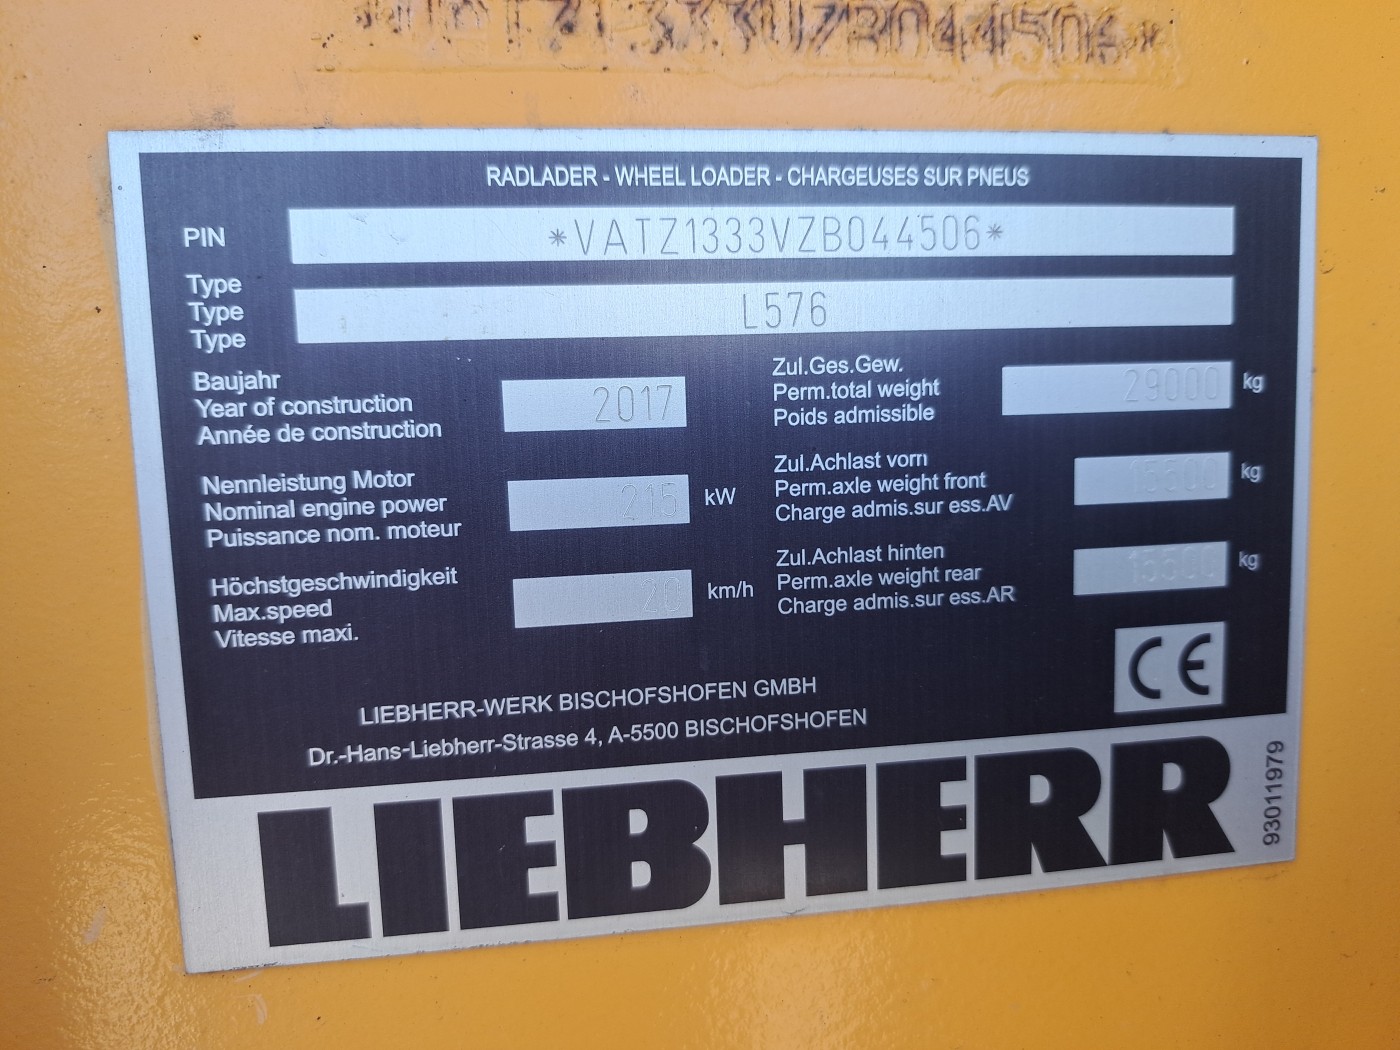 RADLADER - WHEEL LOADER - CHARGEUSES SUR PNEUS
PIN *VATZ1333VZB044506*
Type
Type L576
Type
Baujahr
Year of construction 2017
Année de construction
Zul.Ges.Gew.
Perm.total weight 29000 kg
Poids admissible
Nennleistung Motor
Nominal engine power 215 kW
Puissance nom. moteur
Zul.Achlast vorn
Perm.axle weight front 15500 kg
Charge admis.sur ess.AV
Höchstgeschwindigkeit
Max.speed 20 km/h
Vitesse maxi.
Zul.Achlast hinten
Perm.axle weight rear 15500 kg
Charge admis.sur ess.AR
CE
LIEBHERR-WERK BISCHOFSHOFEN GMBH
Dr.-Hans-Liebherr-Strasse 4, A-5500 BISCHOFSHOFEN
LIEBHERR
93011979